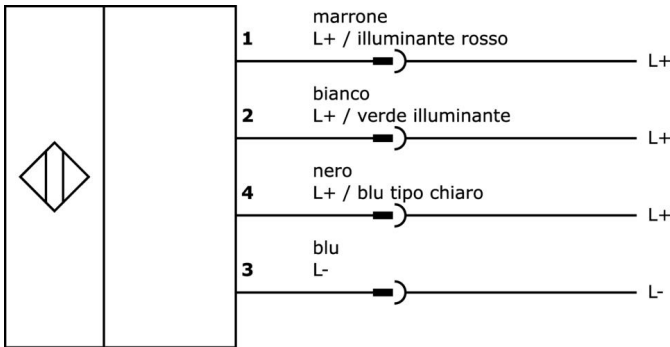 marrone
1 L+ / illuminante rosso L+
bianco
2 L+ / verde illuminante L+
nero
4 L+ / blu tipo chiaro L+
blu
3 L- L-